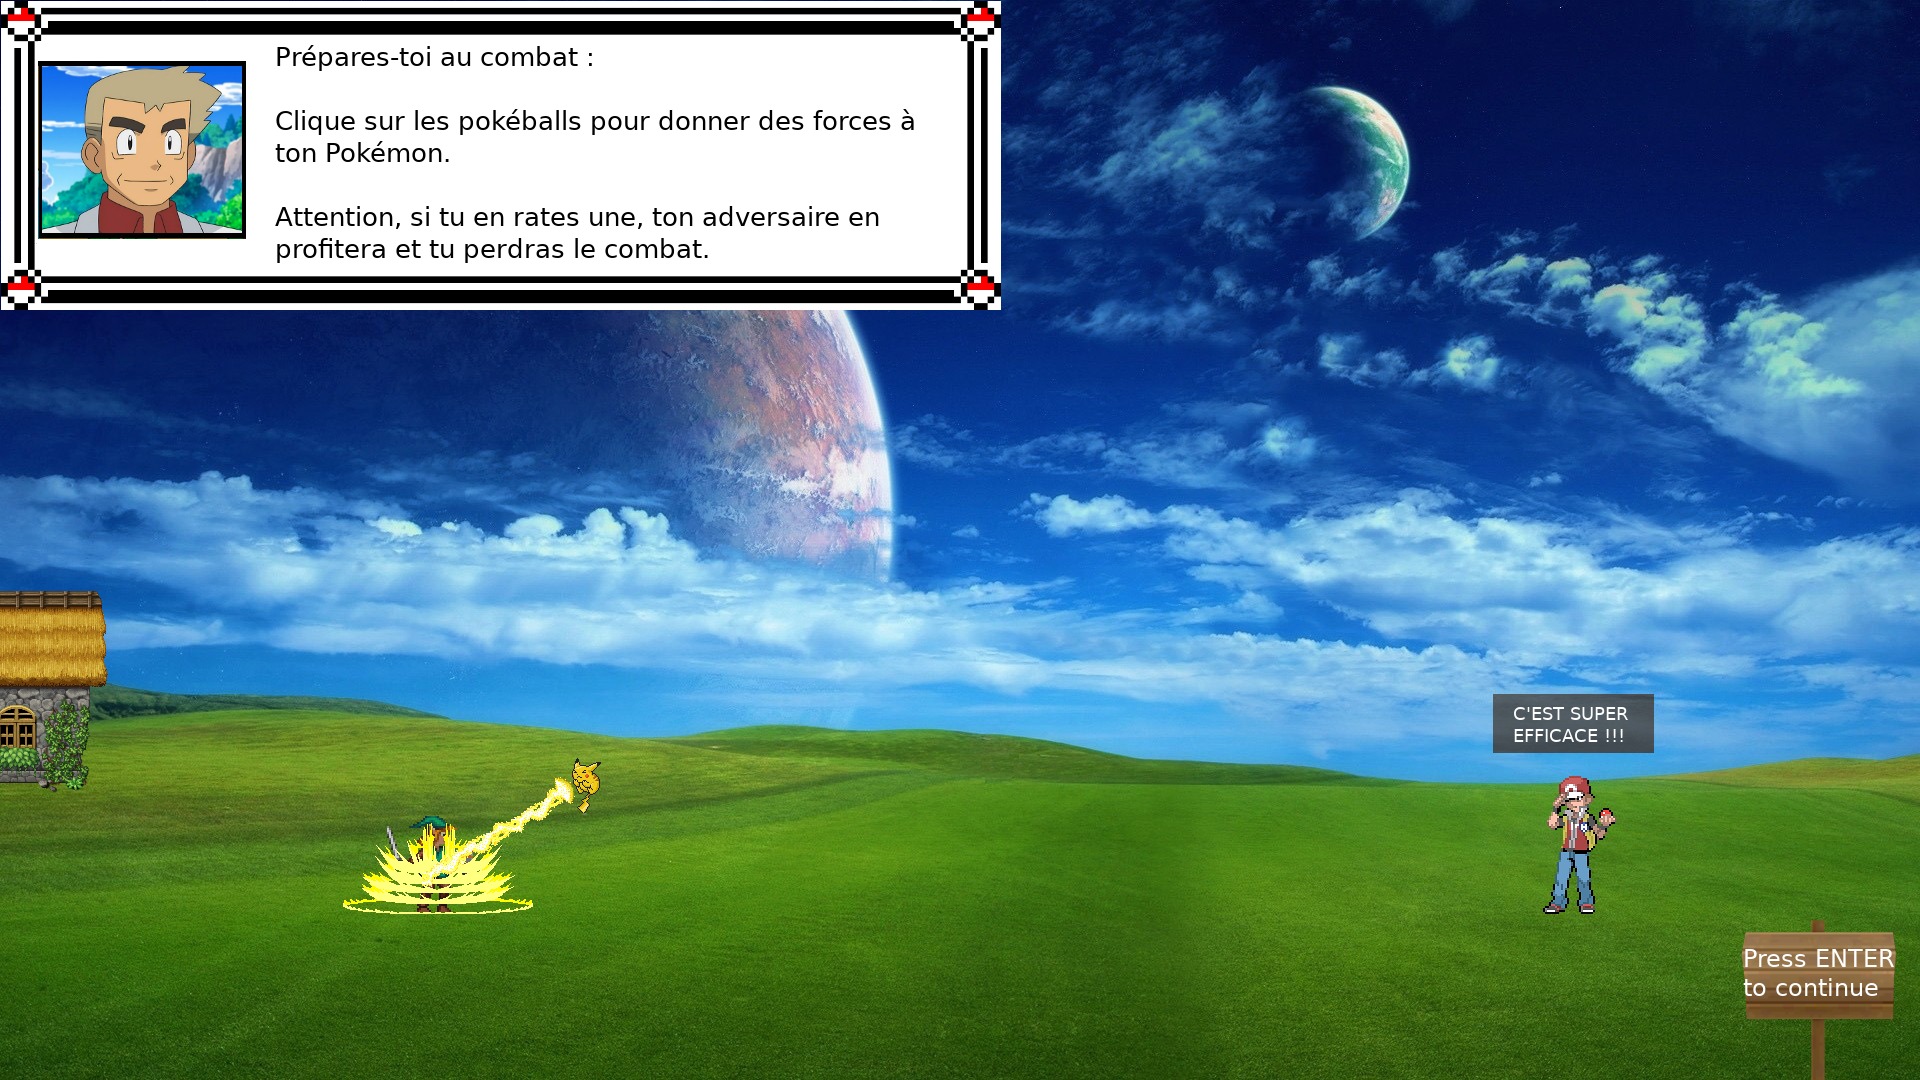 Prépares-toi au combat :
Clique sur les pokéballs pour donner des forces à
ton Pokémon.
Attention, si tu en rates une, ton adversaire en
profitera et tu perdras le combat.
C'EST SUPER
EFFICACE !!!
Press ENTER
to continue